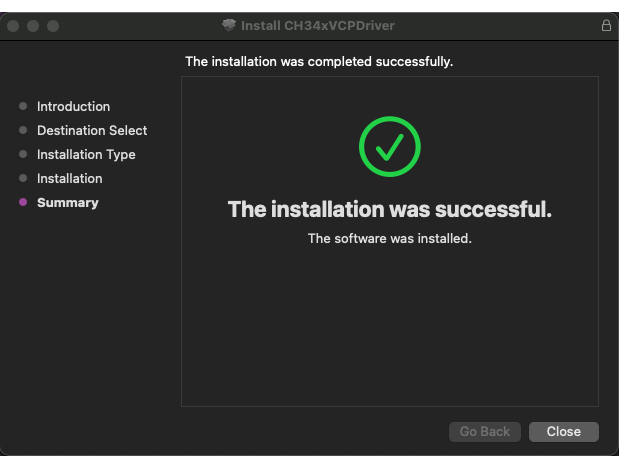 Install CH34xVCPDriver
The installation was completed successfully.
Introduction
Destination Select
Installation Type
Installation
Summary
The installation was successful.
The software was installed.
Go Back
Close